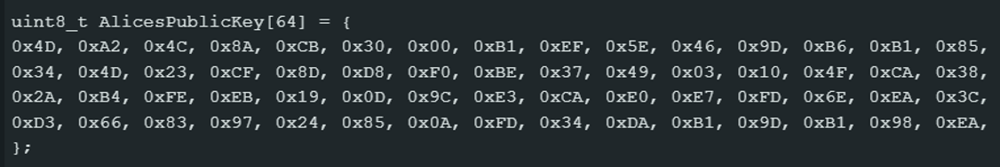 uint8_t AlicesPublicKey[64] = {
0x4D, 0xA2, 0x4C, 0x8A, 0xCB, 0x30, 0x00, 0xB1, 0xEF, 0x5E, 0x46, 0x9D, 0xB6, 0xB1, 0x85,
0x34, 0x4D, 0x23, 0xCF, 0x8D, 0xD8, 0xF0, 0xBE, 0x37, 0x49, 0x03, 0x10, 0x4F, 0xCA, 0x38,
0x2A, 0xB4, 0xFE, 0xEB, 0x19, 0x0D, 0x9C, 0xE3, 0xCA, 0xE0, 0xE7, 0xFD, 0x6E, 0xEA, 0x3C,
0xD3, 0x66, 0x83, 0x97, 0x24, 0x85, 0x0A, 0xFD, 0x34, 0xDA, 0xB1, 0x9D, 0xB1, 0x98, 0xEA,
};